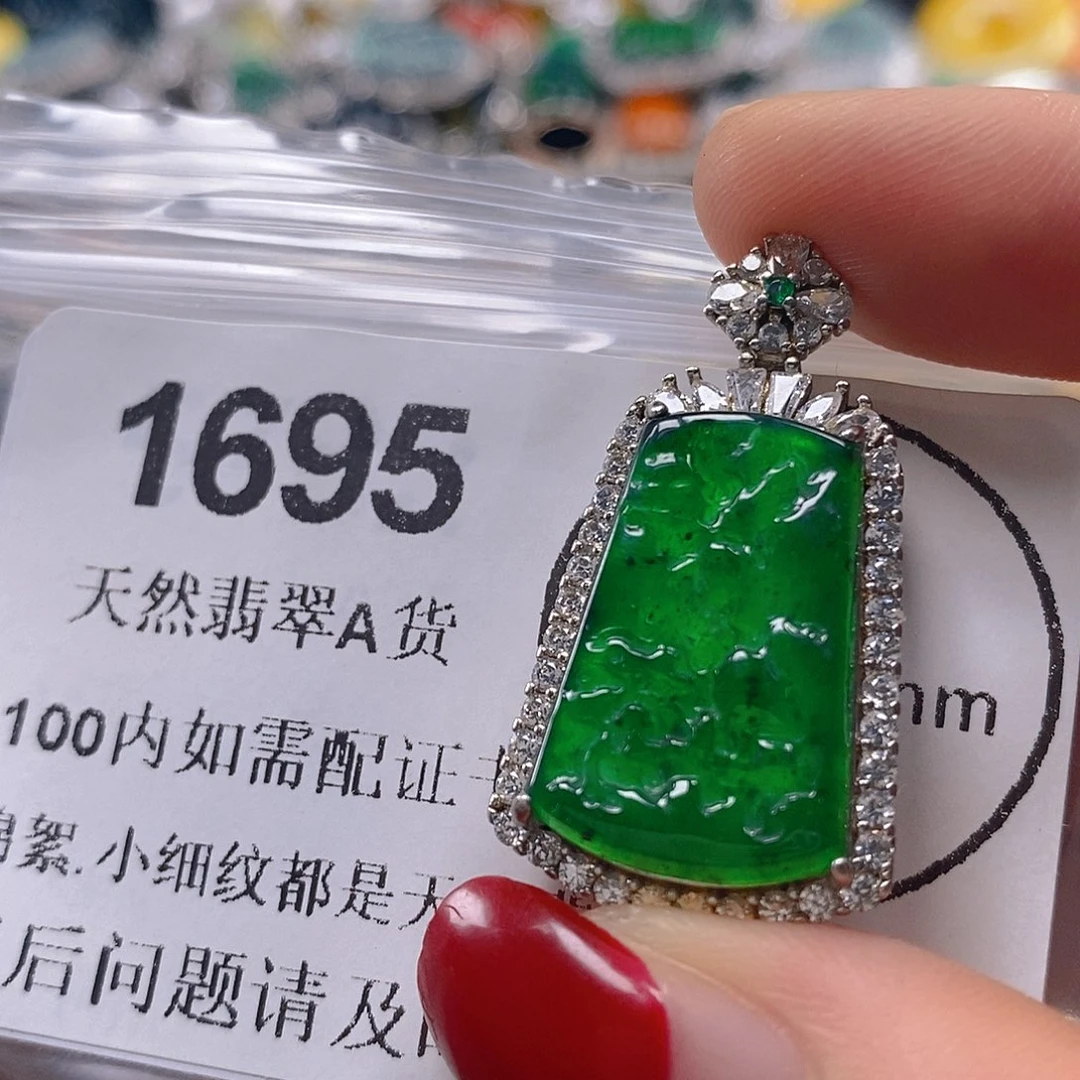 1695
天然翡翠A货
mm
100内如需配证
絮.小细纹都是天
后问题请及